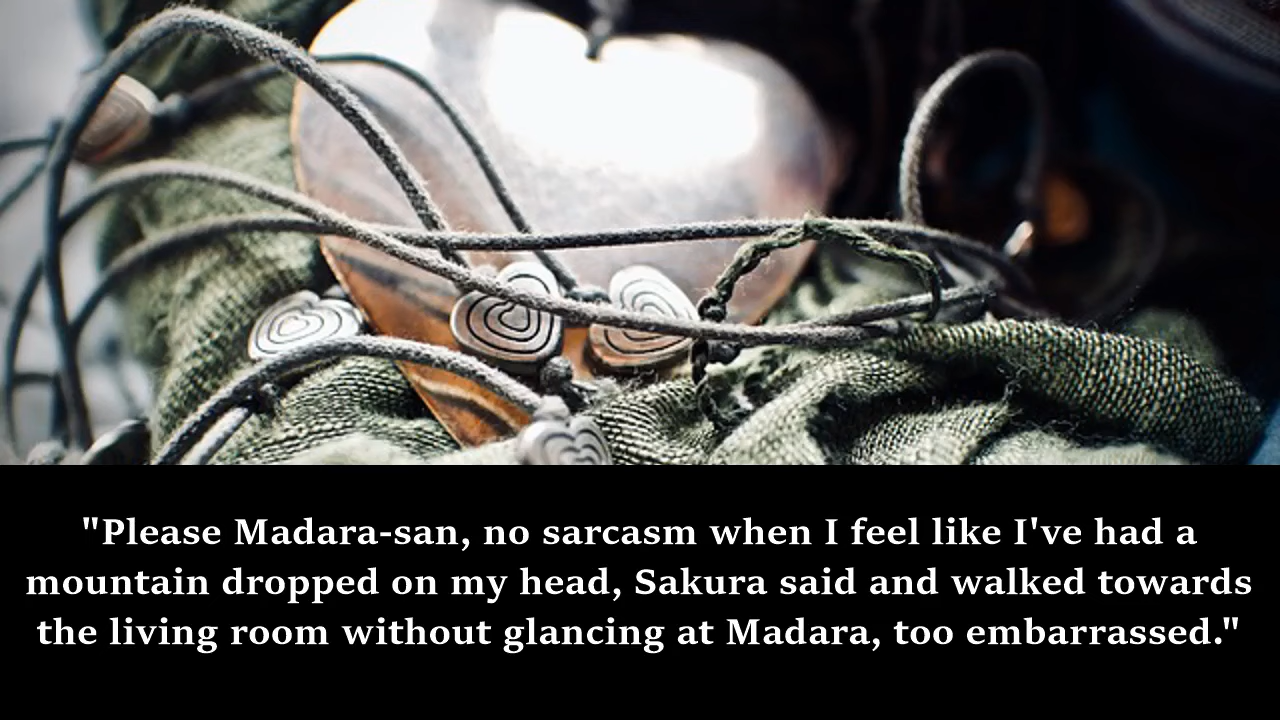 "Please Madara-san, no sarcasm when I feel like I've had a
mountain dropped on my head, Sakura said and walked towards
the living room without glancing at Madara, too embarrassed."